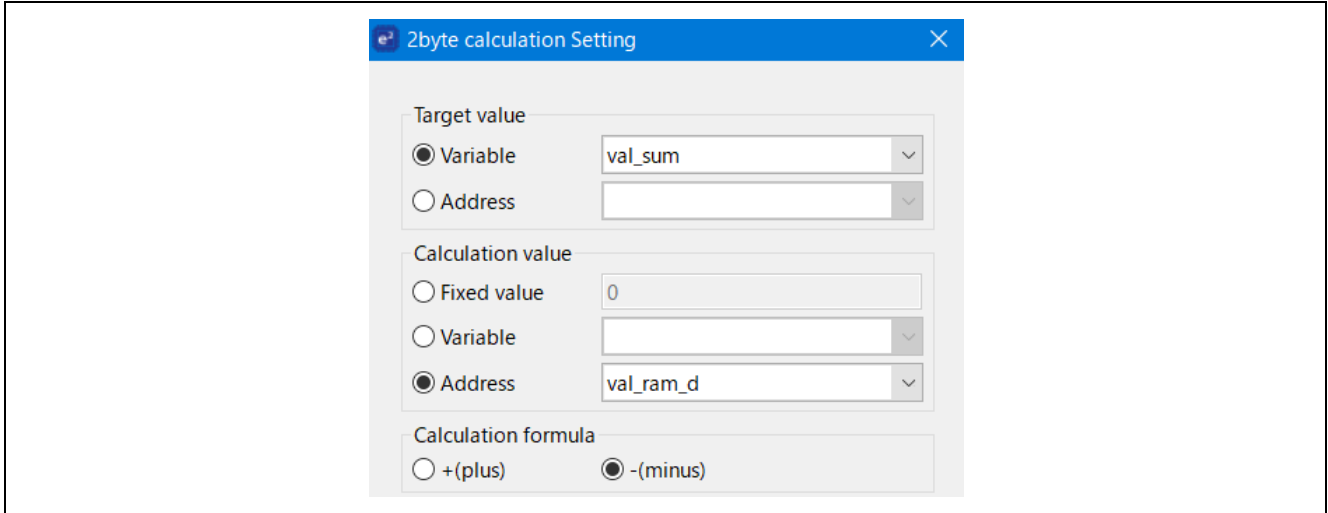 e² 2byte calculation Setting
Target value
Variable val_sum
Address
Calculation value
Fixed value 0
Variable
Address val_ram_d
Calculation formula
+(plus) -(minus)